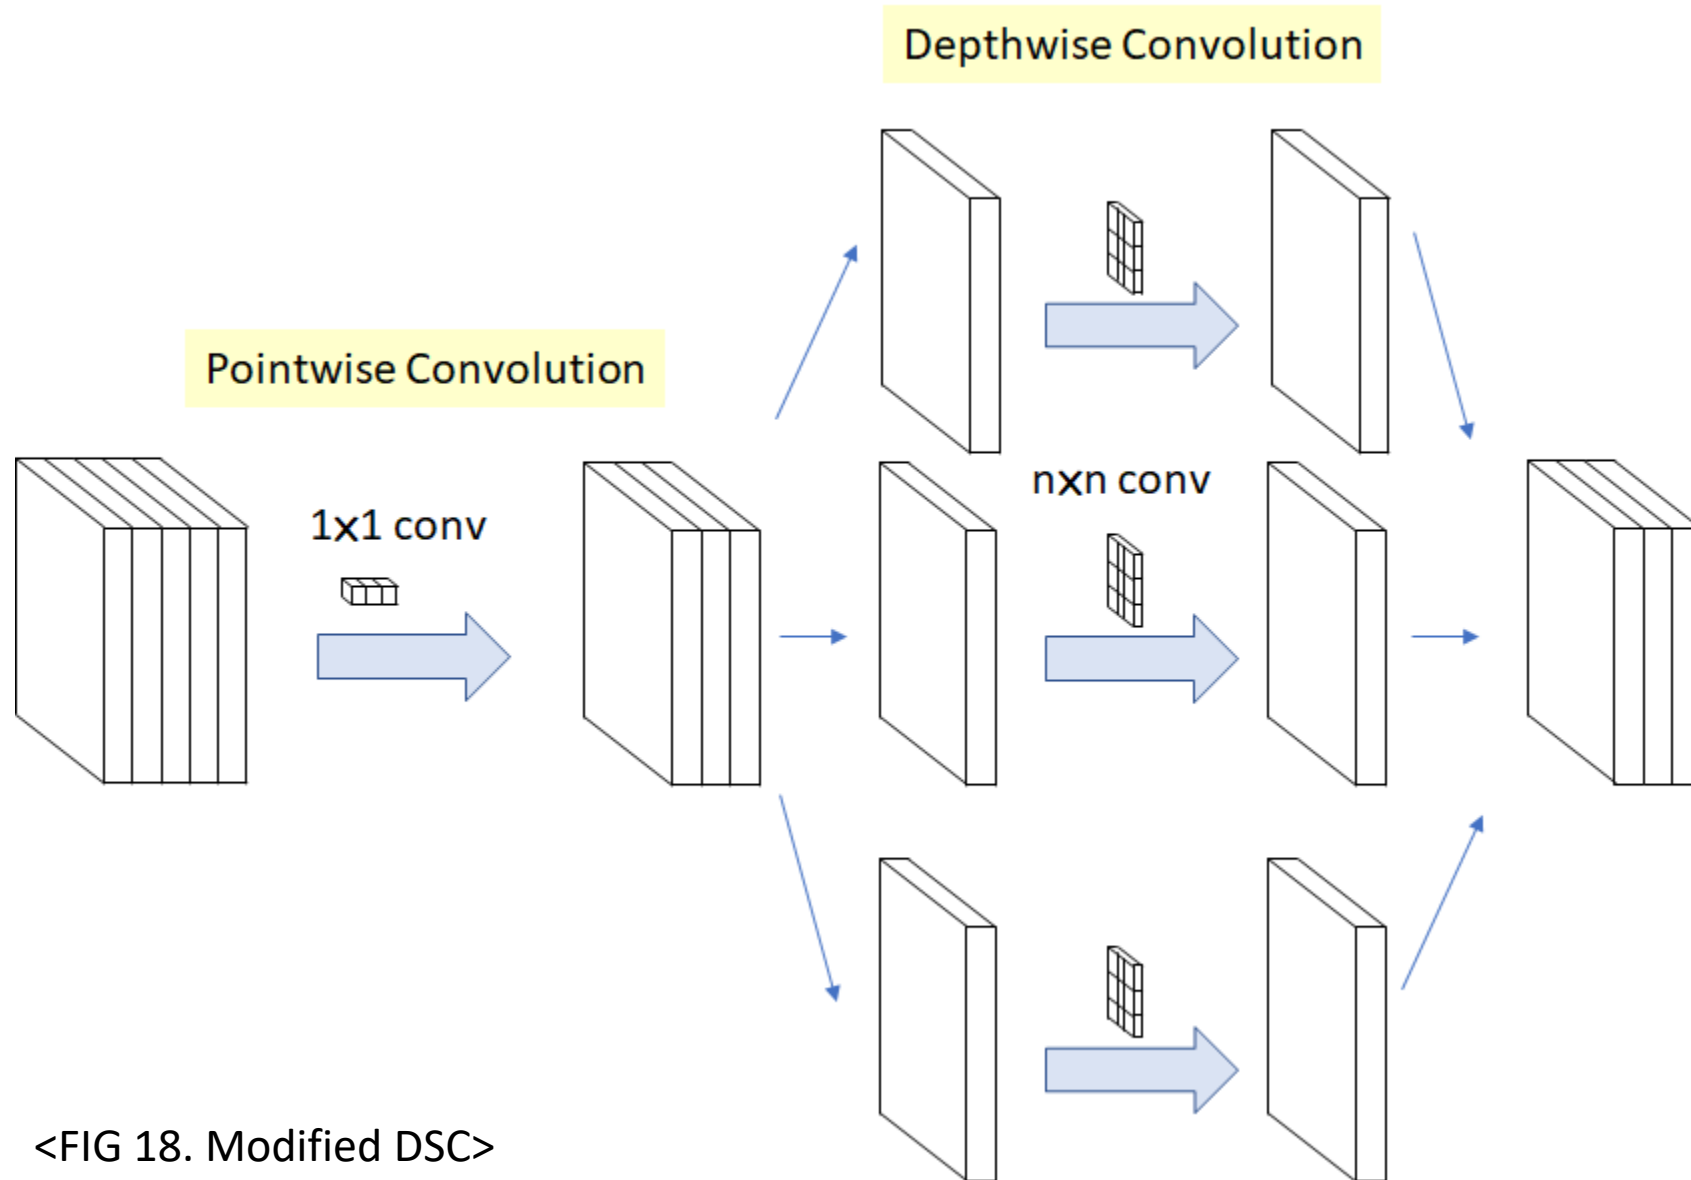 Depthwise Convolution
Pointwise Convolution
1x1 conv
nxn conv
<FIG 18. Modified DSC>